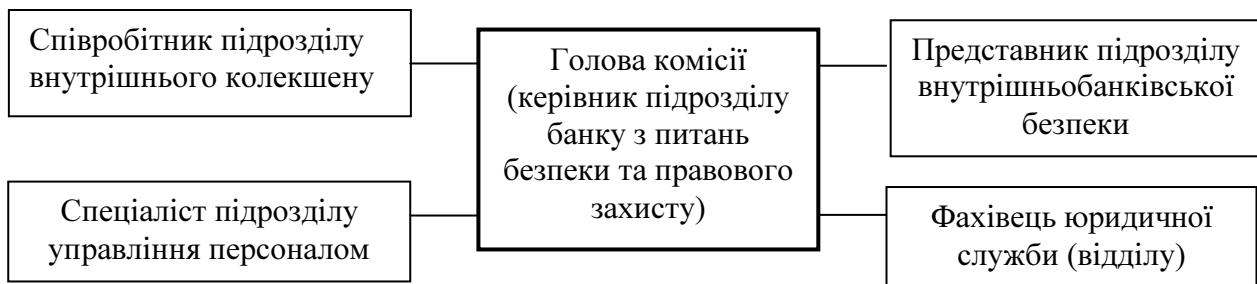 Співробітник підрозділу
внутрішнього колекшену
Спеціаліст підрозділу
управління персоналом
Голова комісії
(керівник підрозділу
банку з питань
безпеки та правового
захисту)
Представник підрозділу
внутрішньобанківської
безпеки
Фахівець юридичної
служби (відділу)